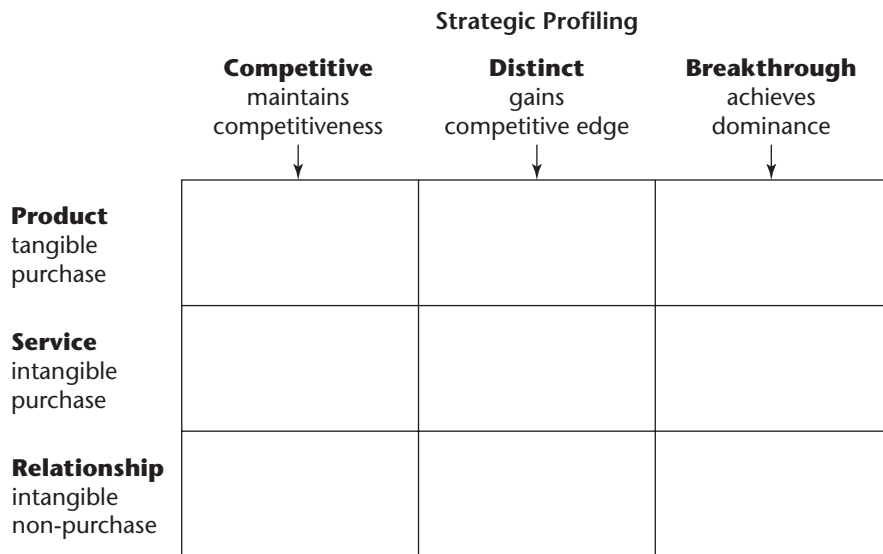 Strategic Profiling
Competitive
maintains
competitiveness
Distinct
gains
competitive edge
Breakthrough
achieves
dominance
Product
tangible
purchase
Service
intangible
purchase
Relationship
intangible
non-purchase